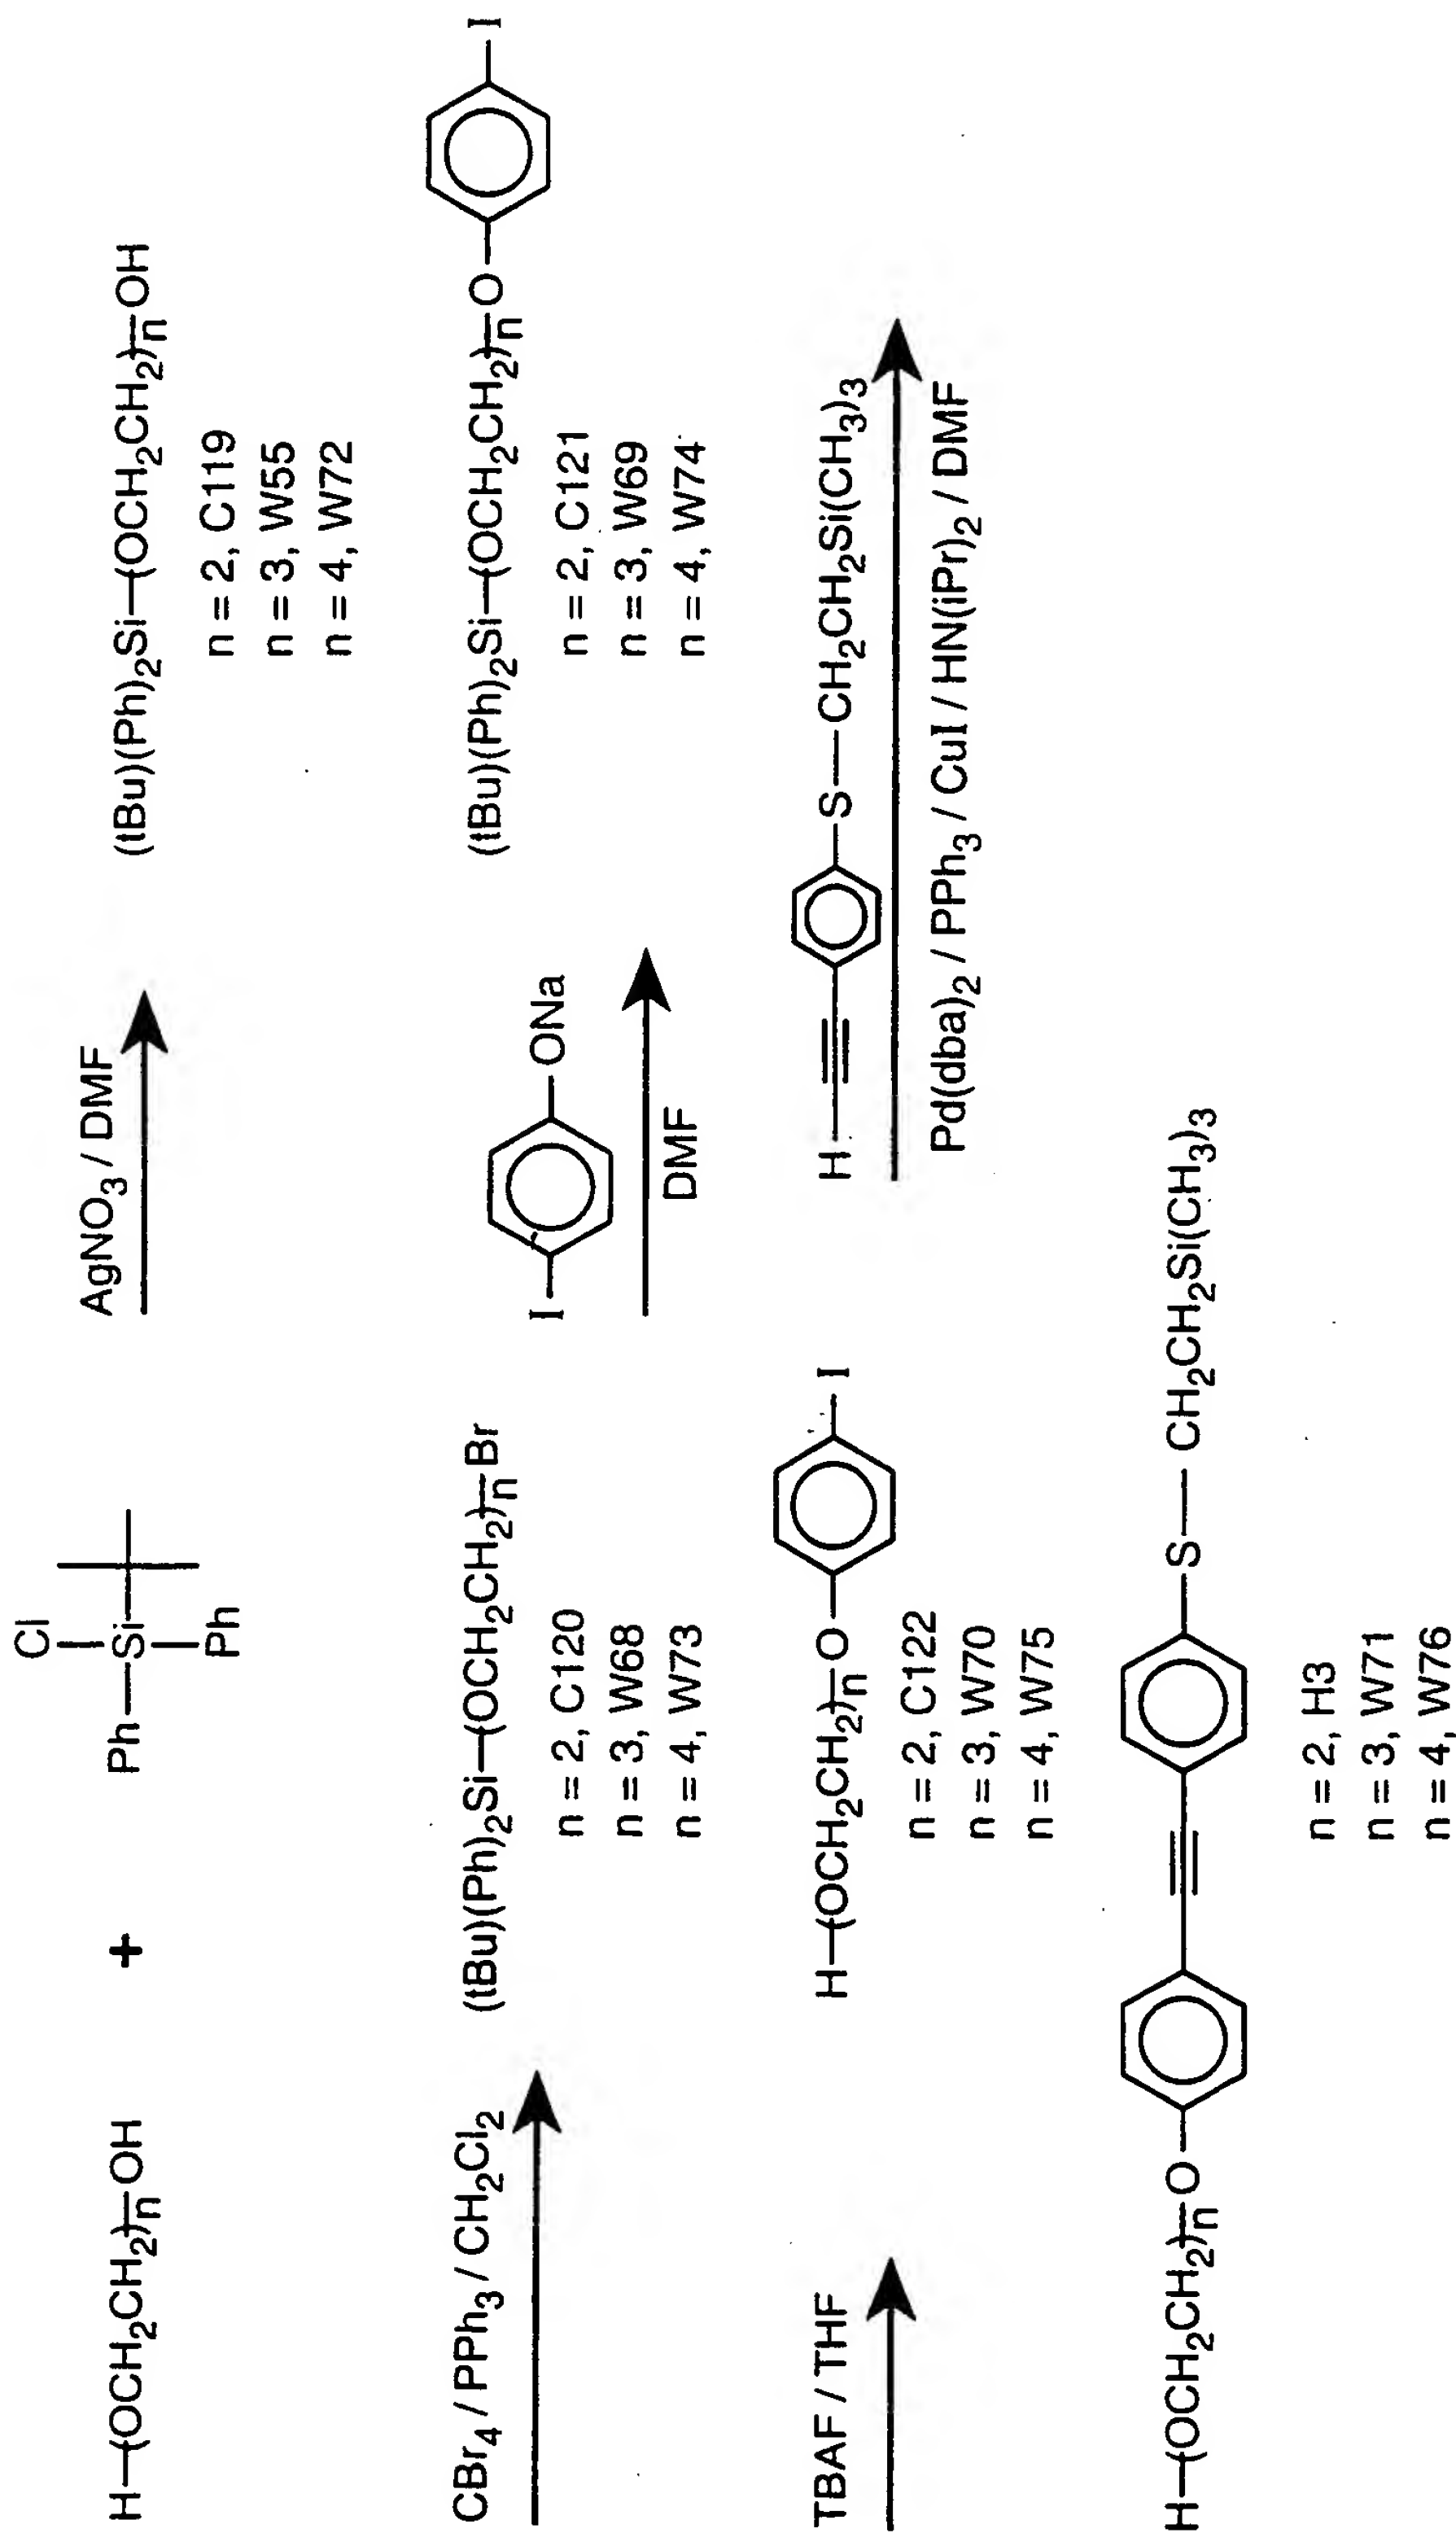 H—(OCH2CH2)n—OH + Ph—Si—Cl Ph AgNO3 / DMF (tBu)(Ph)2Si—(OCH2CH2)n—OH
n = 2, C119
n = 3, W55
n = 4, W72
CBr4 / PPh3 / CH2Cl2 (tBu)(Ph)2Si—(OCH2CH2)n—Br I— —ONa DMF (tBu)(Ph)2Si—(OCH2CH2)n—O— —I
n = 2, C120
n = 3, W68
n = 4, W73
n = 2, C121
n = 3, W69
n = 4, W74
TBAF / THF H—(OCH2CH2)n—O— —I H—≡— —S—CH2CH2Si(CH3)3
Pd(dba)2 / PPh3 / CuI / HN(iPr)2 / DMF
n = 2, C122
n = 3, W70
n = 4, W75
H—(OCH2CH2)n—O— —≡— —S—CH2CH2Si(CH3)3
n = 2, H3
n = 3, W71
n = 4, W76